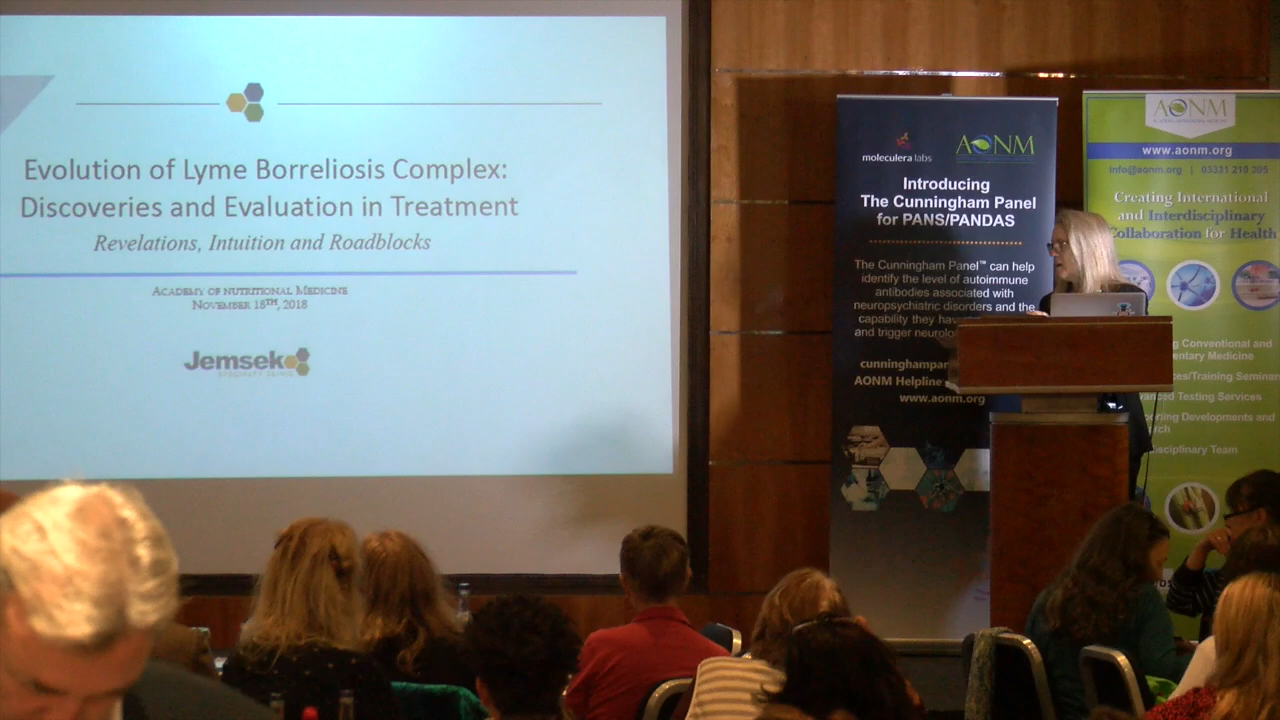 Evolution of Lyme Borreliosis Complex:
Discoveries and Evaluation in Treatment
Revelations, Intuition and Roadblocks
Academy of nutritional Medicine
November 18TH, 2018
Jemsek
SPECIALTY CLINIC
moleculera labs
AONM
Introducing
The Cunningham Panel
for PANS/PANDAS
The Cunningham Panel™ can help
identify the level of autoimmune
antibodies associated with
neuropsychiatric disorders and the
capability they
and trigger
AONM Helpline
www.aonm.org
AONM
www.aonm.org
info@aonm.org | 03331 210 305
Creating International
and Interdisciplinary
Collaboration for Health
Conventional and
Medicine
Training
Testing Services
Developments and
Team